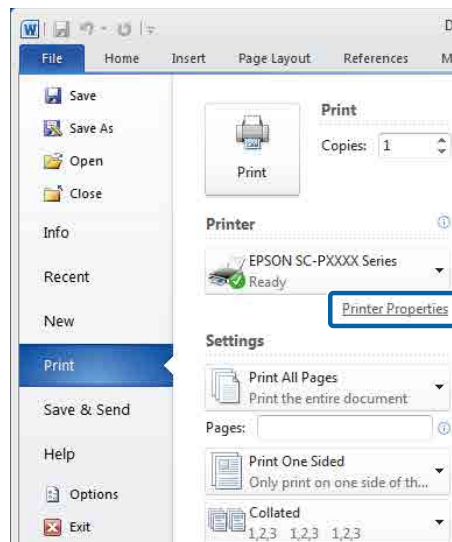 W
D
File Home Insert Page Layout References M
Save
Save As
Open
Close
Info
Recent
New
Print
Save & Send
Help
Options
Exit
Print
Print
Copies: 1
Printer
EPSON SC-PXXXX Series
Ready
Printer Properties
Settings
Print All Pages
Print the entire document
Pages:
Print One Sided
Only print on one side of th...
Collated
1,2,3 1,2,3 1,2,3